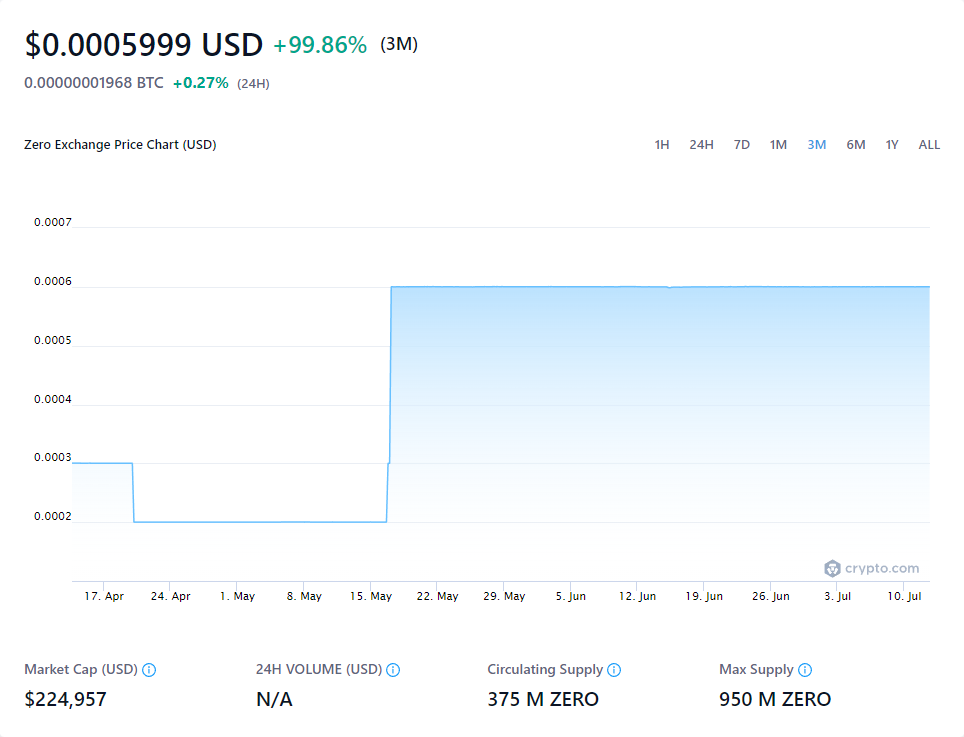 $0.0005999 USD +99.86% (3M)
0.00000001968 BTC +0.27% (24H)
Zero Exchange Price Chart (USD)
1H 24H 7D 1M 3M 6M 1Y ALL
0.0007
0.0006
0.0005
0.0004
0.0003
0.0002
crypto.com
17. Apr 24. Apr 1. May 8. May 15. May 22. May 29. May 5. Jun 12. Jun 19. Jun 26. Jun 3. Jul 10. Jul
Market Cap (USD) 24H VOLUME (USD) Circulating Supply Max Supply
$224,957 N/A 375 M ZERO 950 M ZERO